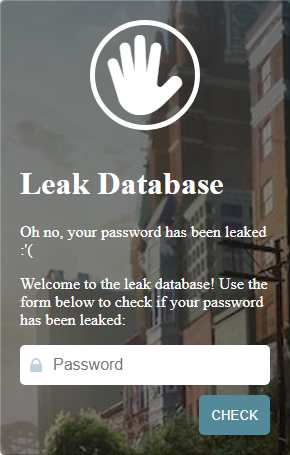 Leak Database
Oh no, your password has been leaked
:'(
Welcome to the leak database! Use the
form below to check if your password
has been leaked:
Password
CHECK